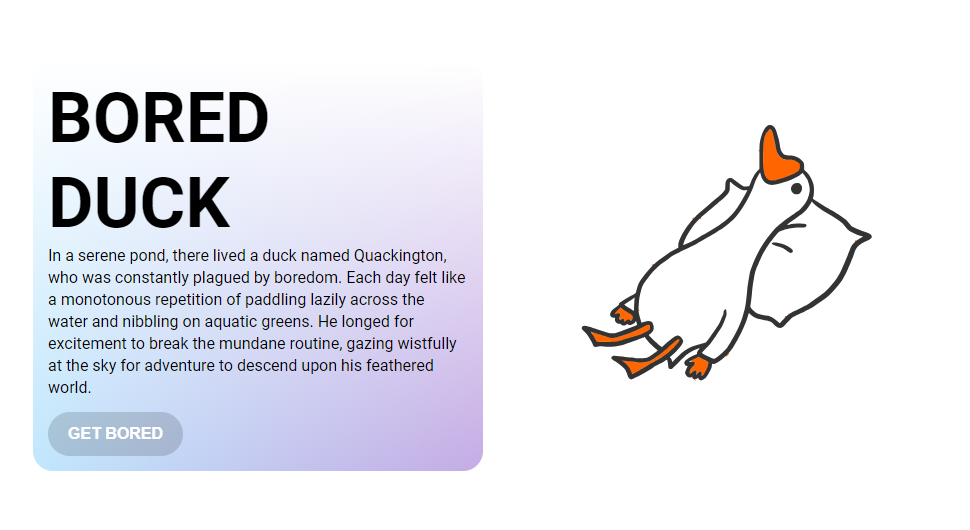 BORED
DUCK
In a serene pond, there lived a duck named Quackington,
who was constantly plagued by boredom. Each day felt like
a monotonous repetition of paddling lazily across the
water and nibbling on aquatic greens. He longed for
excitement to break the mundane routine, gazing wistfully
at the sky for adventure to descend upon his feathered
world.
GET BORED